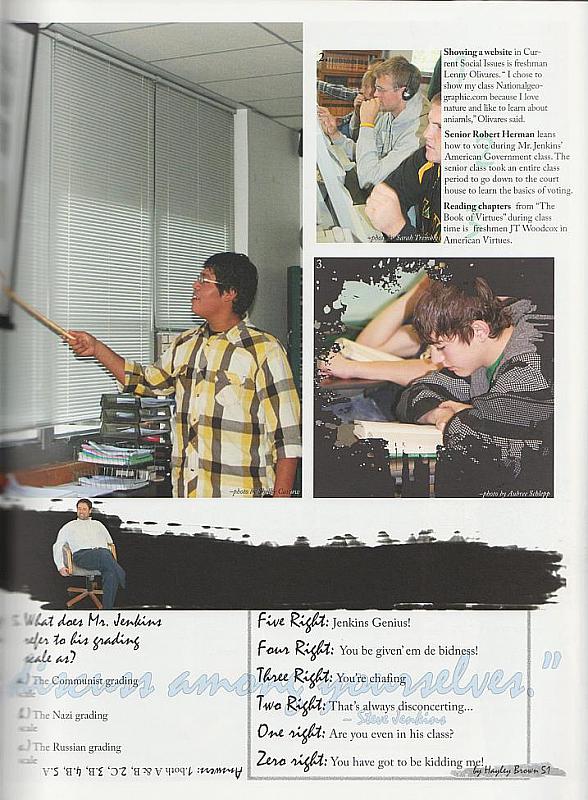 2
Showing a website in Cur-
rent Social Issues is freshman
Lenny Olivares. "I chose to
show my class Nationalgeo-
graphic.com because I love
nature and like to learn about
aniamls," Olivares said.
Senior Robert Herman leans
how to vote during Mr. Jenkins'
American Government class. The
senior class took an entire class
period to go down to the court
house to learn the basics of voting.
Reading chapters from "The
Book of Virtues" during class
time is freshmen JT Woodcox in
American Virtues.
~photo by Sarah
3.
~photo by
~photo by Aubree Schlepp
5. What does Mr. Jenkins
refer to his grading
scale as?
The Communist grading
scale
The Nazi grading
scale
The Russian grading
scale
Answers: 1.both A & B, 2.C, 3.B, 4.B, 5.A
discuss among yourselves."
~ Steve Jenkins
Five Right: Jenkins Genius!
Four Right: You be given' em de bidness!
Three Right: You're chafing
Two Right: That's always disconcerting...
One right: Are you even in his class?
Zero right: You have got to be kidding me!
by Hayley Brown 51